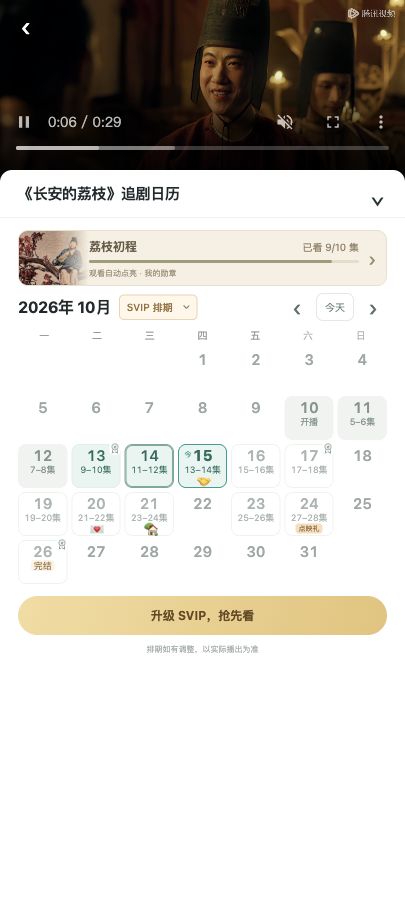 腾讯视频
0:06 / 0:29
《长安的荔枝》追剧日历
荔枝初程
已看 9/10 集
观看自动点亮 · 我的勋章
2026年 10月
SVIP 排期
今天
一 二 三 四 五 六 日
1 2 3 4
5 6 7 8 9 10 11
开播 5–6集
12 13 14 15 16 17 18
7–8集 9–10集 11–12集 13–14集 15–16集 17–18集
19 20 21 22 23 24 25
19–20集 21–22集 23–24集 25–26集 27–28集
点映礼
26 27 28 29 30 31
完结
升级 SVIP，抢先看
排期如有调整，以实际播出为准